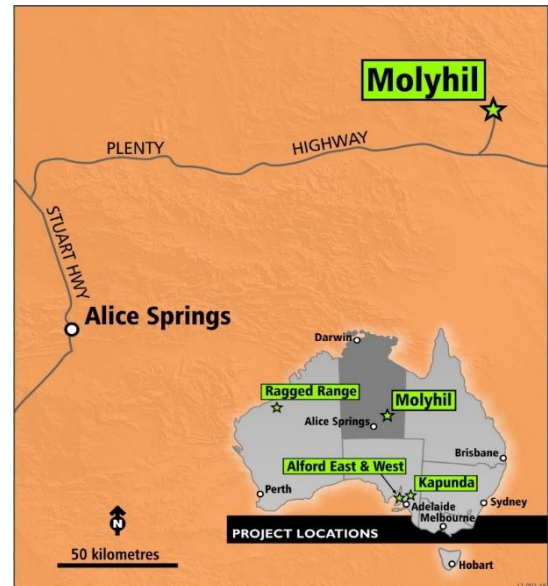 Molyhil
PLENTY
HIGHWAY
STUART HWY
Alice Springs
Darwin
Ragged Range
Molyhil
Alice Springs
Brisbane
Alford East & West
Kapunda
Perth
Adelaide
Sydney
Melbourne
PROJECT LOCATIONS
N
50 kilometres
Hobart